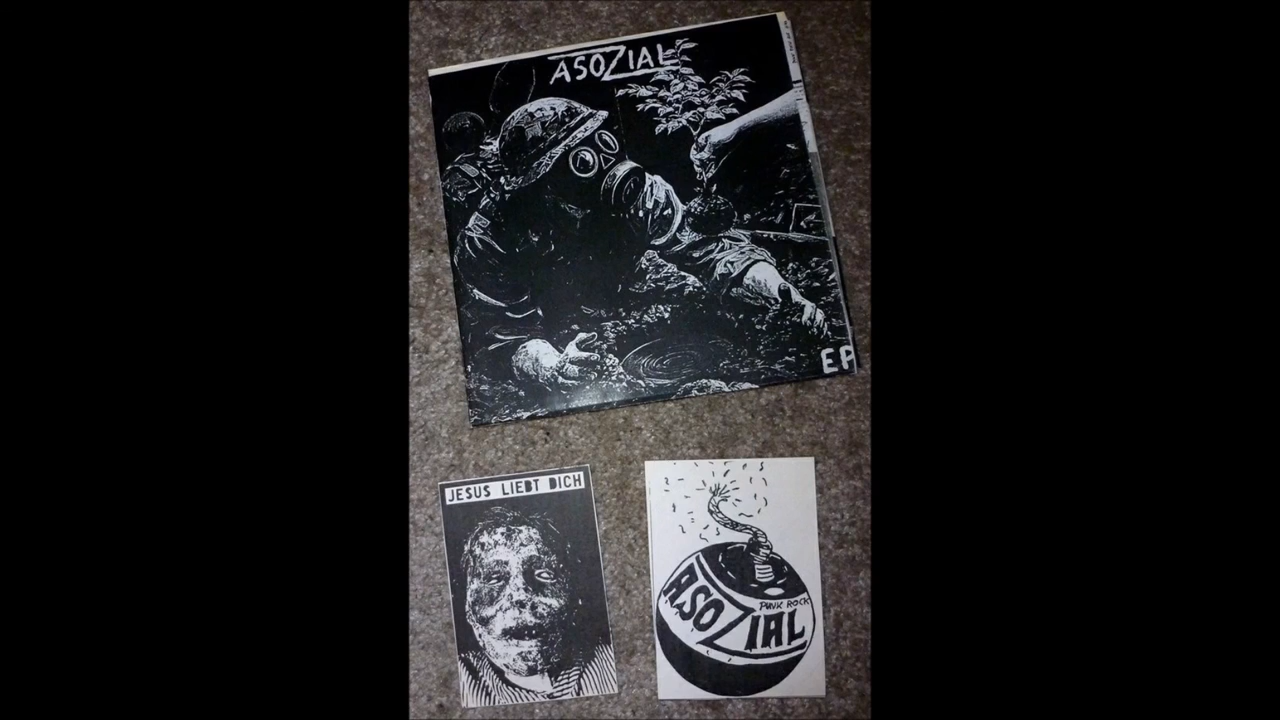 ASOZIAL
EP
JESUS LIEBT DICH
PUNK ROCK
ASOZIAL